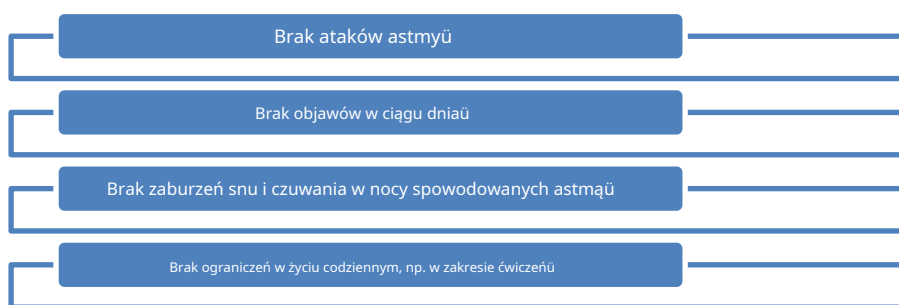 Brak ataków astmyü
Brak objawów w ciągu dniaü
Brak zaburzeń snu i czuwania w nocy spowodowanych astmąü
Brak ograniczeń w życiu codziennym, np. w zakresie ćwiczeńü